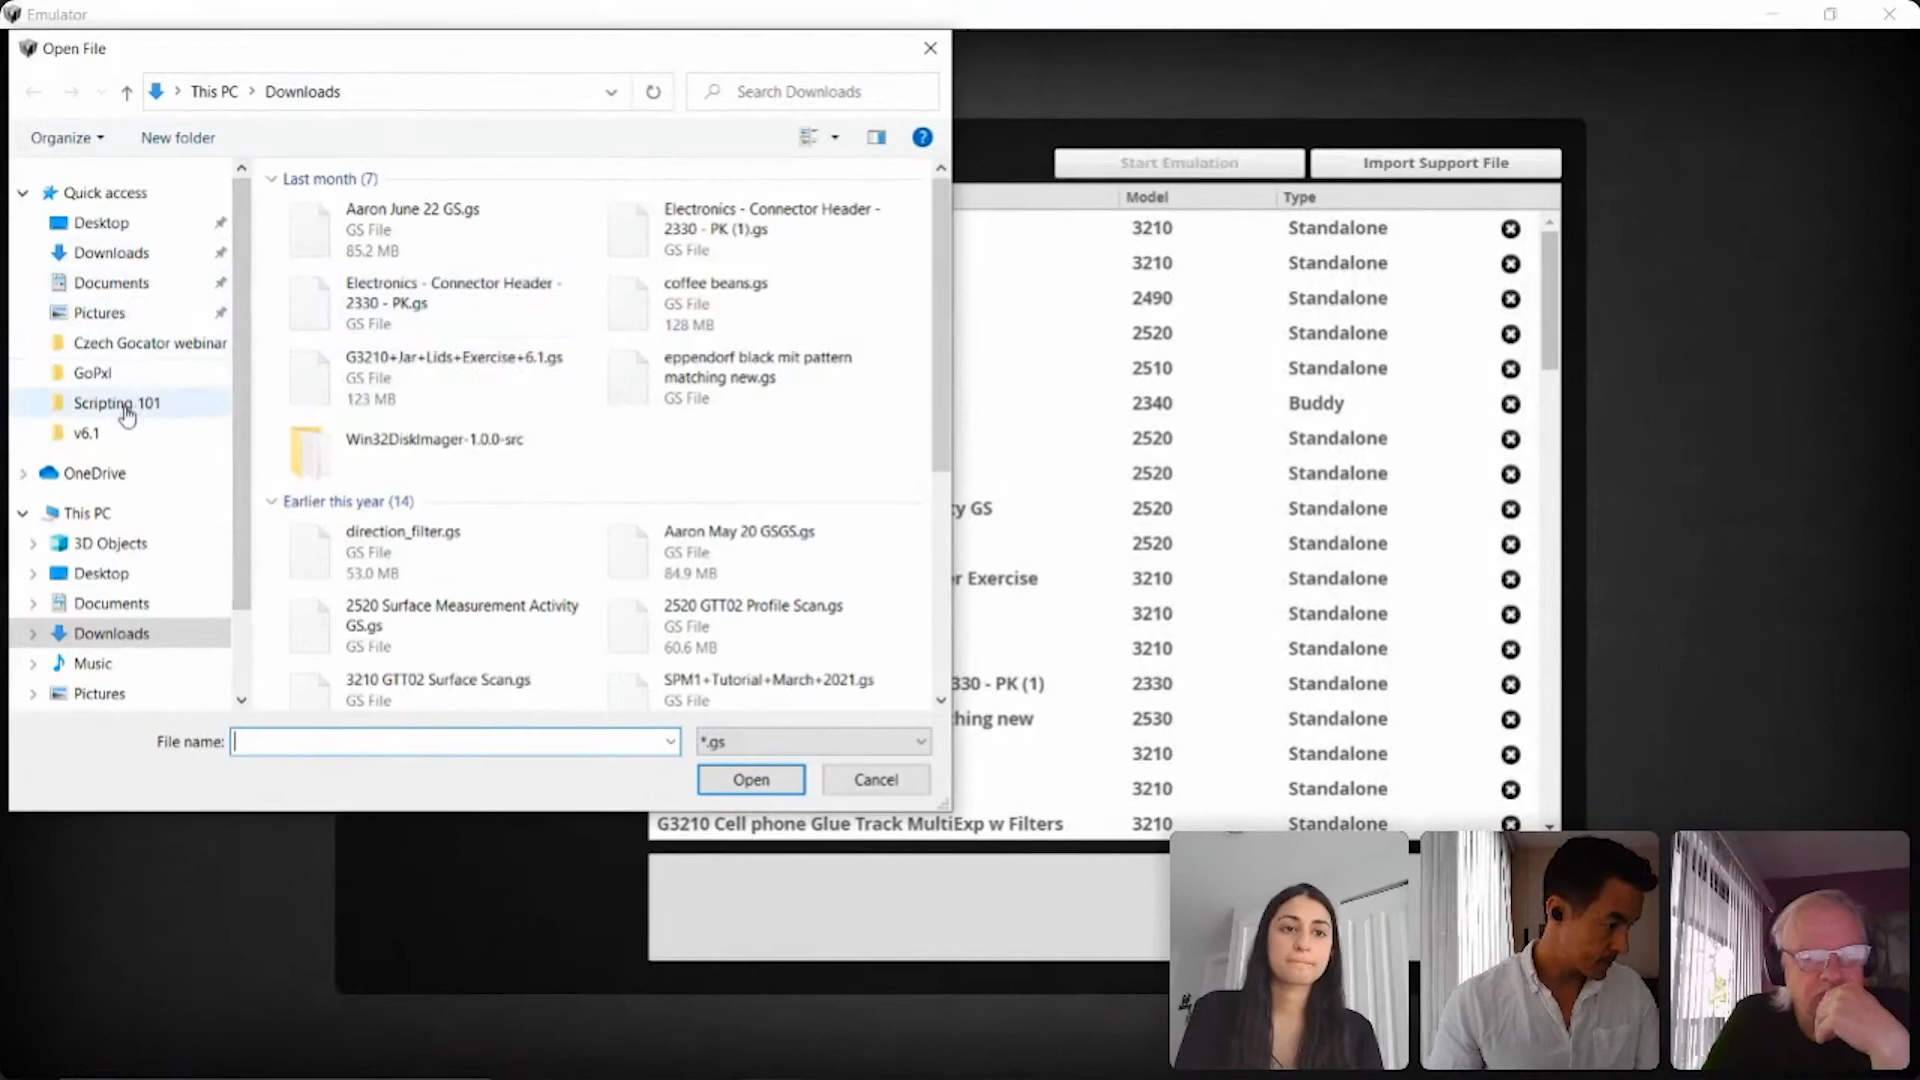 Emulator
Open File
This PC > Downloads
Search Downloads
Organize
New folder
Quick access
Desktop
Downloads
Documents
Pictures
Czech Gocator webinar
GoPxl
Scripting 101
v6.1
OneDrive
This PC
3D Objects
Desktop
Documents
Downloads
Music
Pictures
Last month (7)
Aaron June 22 GS.gs
GS File
85.2 MB
Electronics - Connector Header -
2330 - PK (1).gs
GS File
Electronics - Connector Header -
2330 - PK.gs
GS File
coffee beans.gs
GS File
128 MB
G3210+Jar+Lids+Exercise+6.1.gs
GS File
123 MB
eppendorf black mit pattern
matching new.gs
GS File
Win32DiskImager-1.0.0-src
Earlier this year (14)
direction_filter.gs
GS File
53.0 MB
Aaron May 20 GSGS.gs
GS File
84.9 MB
2520 Surface Measurement Activity
GS.gs
GS File
2520 GTT02 Profile Scan.gs
GS File
60.6 MB
3210 GTT02 Surface Scan.gs
GS File
SPM1+Tutorial+March+2021.gs
GS File
File name:
*.gs
Open
Cancel
Start Emulation
Import Support File
Model Type
3210 Standalone
3210 Standalone
2490 Standalone
2520 Standalone
2510 Standalone
2340 Buddy
2520 Standalone
2520 Standalone
ty GS 2520 Standalone
2520 Standalone
r Exercise 3210 Standalone
3210 Standalone
3210 Standalone
330 - PK (1) 2330 Standalone
hing new 2530 Standalone
3210 Standalone
3210 Standalone
G3210 Cell phone Glue Track MultiExp w Filters 3210 Standalone